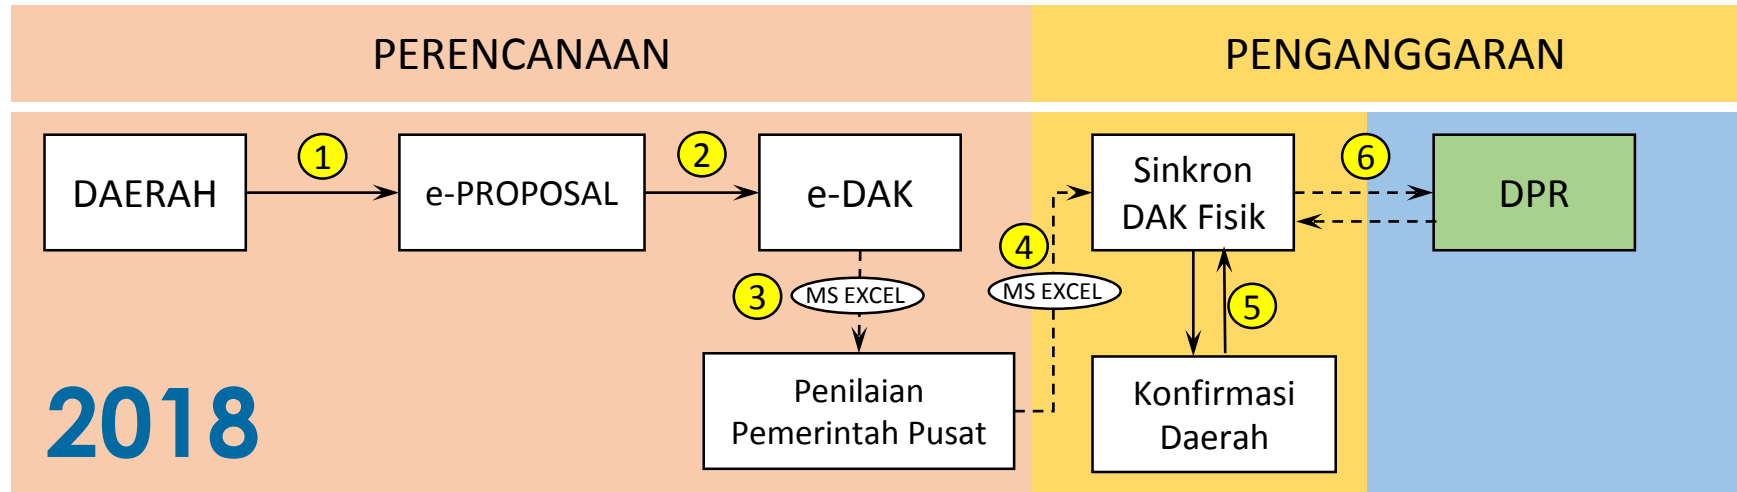 PERENCANAAN
PENGANGGARAN
DAERAH
1
e-PROPOSAL
2
e-DAK
3
MS EXCEL
Penilaian
Pemerintah Pusat
4
MS EXCEL
Sinkron
DAK Fisik
5
Konfirmasi
Daerah
6
DPR
2018